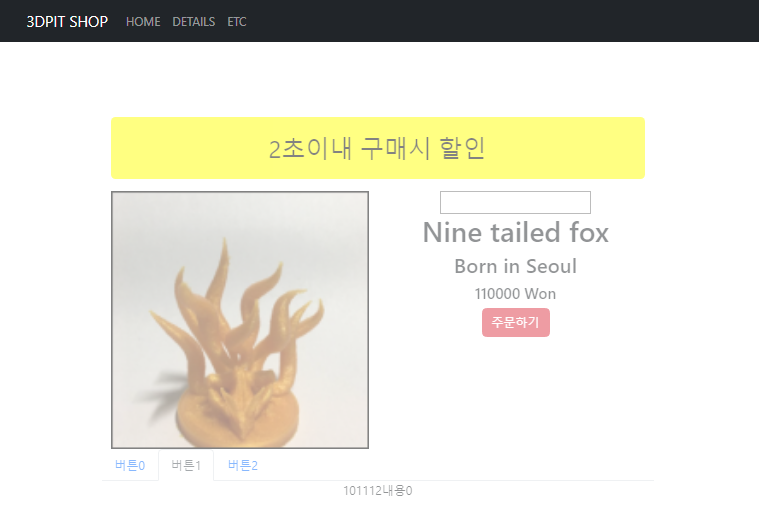 3DPIT SHOP HOME DETAILS ETC
2초이내 구매시 할인
Nine tailed fox
Born in Seoul
110000 Won
주문하기
버튼0 버튼1 버튼2
101112내용0